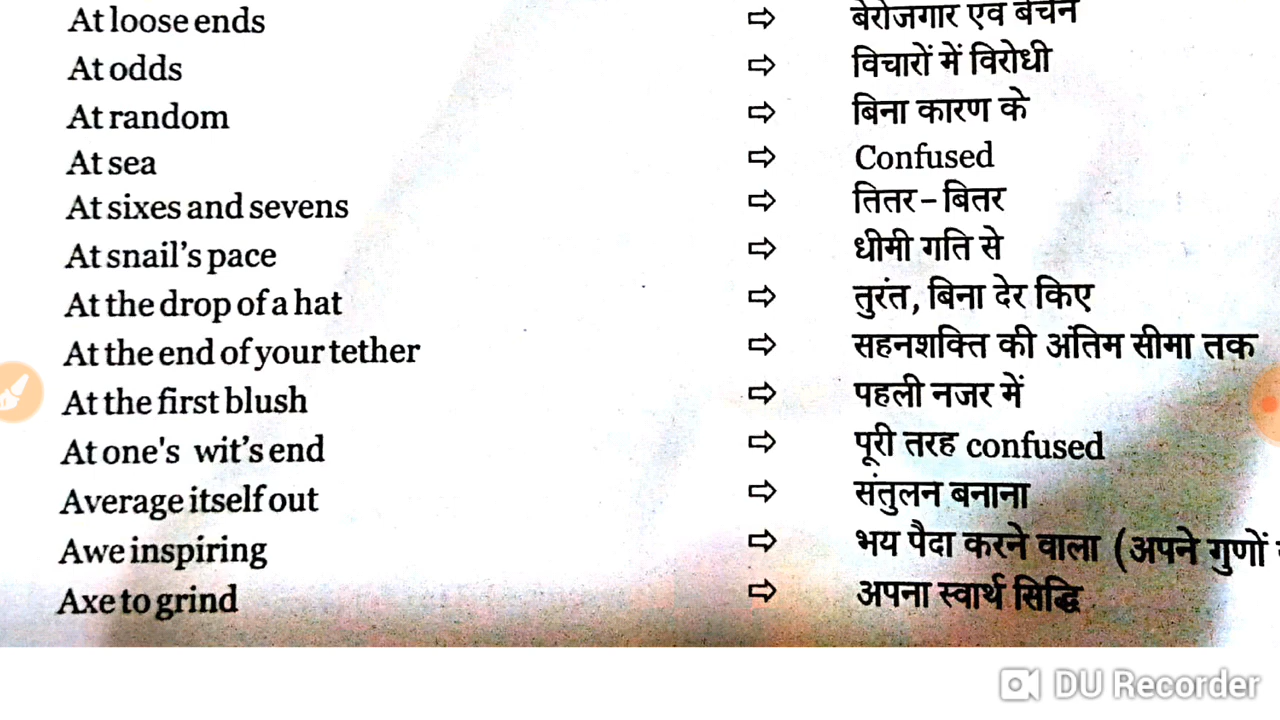 At loose ends ⇨ बेरोजगार एवं बेचैन
At odds ⇨ विचारों में विरोधी
At random ⇨ बिना कारण के
At sea ⇨ Confused
At sixes and sevens ⇨ तितर – बितर
At snail's pace ⇨ धीमी गति से
At the drop of a hat ⇨ तुरंत, बिना देर किए
At the end of your tether ⇨ सहनशक्ति की अंतिम सीमा तक
At the first blush ⇨ पहली नजर में
At one's wit's end ⇨ पूरी तरह confused
Average itself out ⇨ संतुलन बनाना
Awe inspiring ⇨ भय पैदा करने वाला (अपने गुणों
Axe to grind ⇨ अपना स्वार्थ सिद्धि
DU Recorder